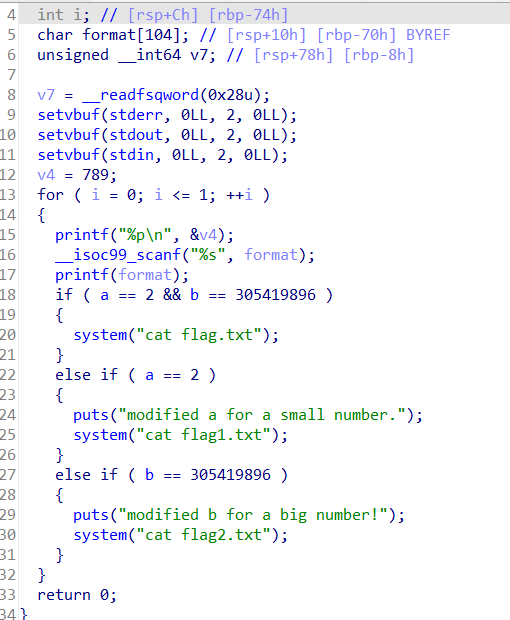 4 int i; // [rsp+Ch] [rbp-74h]
5 char format[104]; // [rsp+10h] [rbp-70h] BYREF
6 unsigned __int64 v7; // [rsp+78h] [rbp-8h]
7
8 v7 = __readfsqword(0x28u);
9 setvbuf(stderr, 0LL, 2, 0LL);
10 setvbuf(stdout, 0LL, 2, 0LL);
11 setvbuf(stdin, 0LL, 2, 0LL);
12 v4 = 789;
13 for ( i = 0; i <= 1; ++i )
14 {
15 printf("%p\n", &v4);
16 __isoc99_scanf("%s", format);
17 printf(format);
18 if ( a == 2 && b == 305419896 )
19 {
20 system("cat flag.txt");
21 }
22 else if ( a == 2 )
23 {
24 puts("modified a for a small number.");
25 system("cat flag1.txt");
26 }
27 else if ( b == 305419896 )
28 {
29 puts("modified b for a big number!");
30 system("cat flag2.txt");
31 }
32 }
33 return 0;
34 }